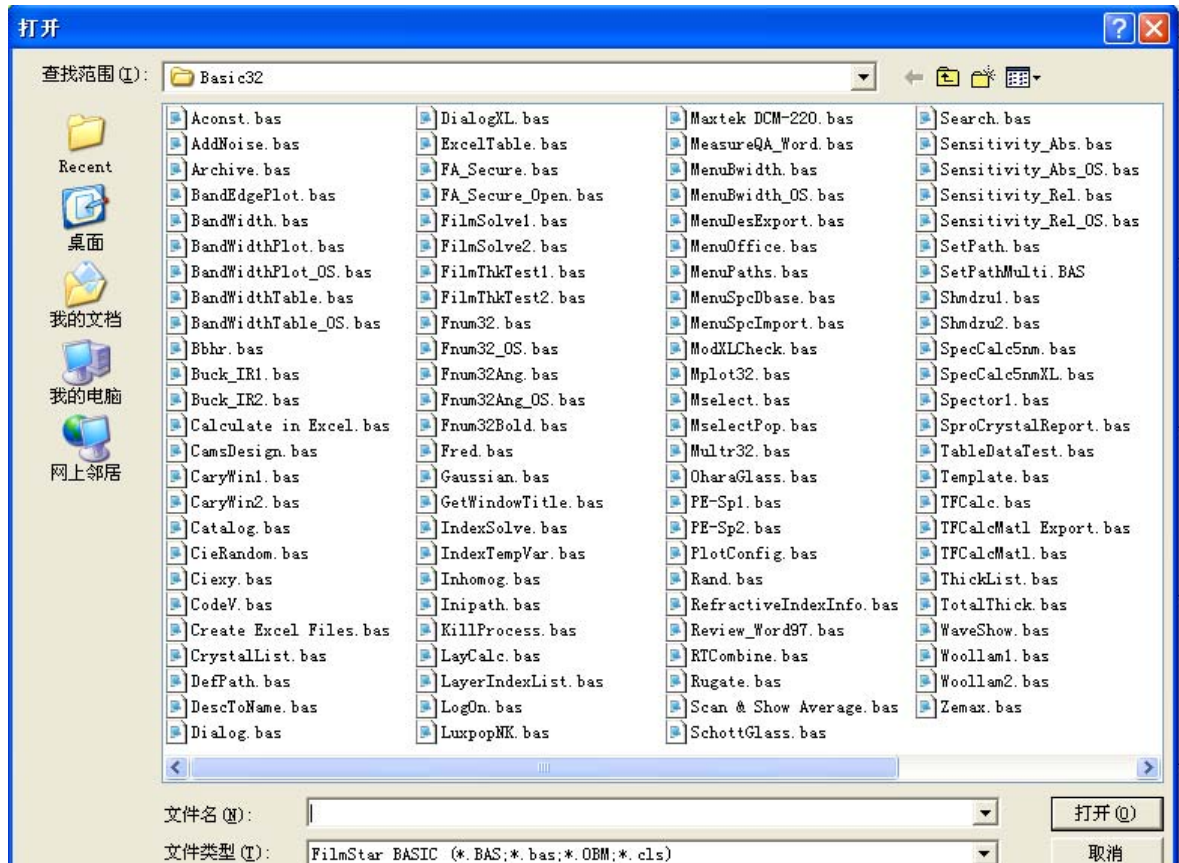 打开
查找范围(I):
Basic32
Recent
桌面
我的文档
我的电脑
网上邻居
Aconst.bas
AddNoise.bas
Archive.bas
BandEdgePlot.bas
BandWidth.bas
BandWidthPlot.bas
BandWidthPlot_OS.bas
BandWidthTable.bas
BandWidthTable_OS.bas
Bbhr.bas
Buck_IR1.bas
Buck_IR2.bas
Calculate in Excel.bas
CamsDesign.bas
CaryWin1.bas
CaryWin2.bas
Catalog.bas
CieRandom.bas
Ciexy.bas
CodeV.bas
Create Excel Files.bas
CrystalList.bas
DefPath.bas
DescToName.bas
Dialog.bas
DialogXL.bas
ExcelTable.bas
FA_Secure.bas
FA_Secure_Open.bas
FilmSolve1.bas
FilmSolve2.bas
FilmThkTest1.bas
FilmThkTest2.bas
Fnum32.bas
Fnum32_OS.bas
Fnum32Ang.bas
Fnum32Ang_OS.bas
Fnum32Bold.bas
Fred.bas
Gaussian.bas
GetWindowTitle.bas
IndexSolve.bas
IndexTempVar.bas
Inhomog.bas
Inipath.bas
KillProcess.bas
LayCalc.bas
LayerIndexList.bas
LogOn.bas
LuxpopNK.bas
Maxtek DCM-220.bas
MeasureQA_Word.bas
MenuBwidth.bas
MenuBwidth_OS.bas
MenuDesExport.bas
MenuOffice.bas
MenuPaths.bas
MenuSpcDbase.bas
MenuSpcImport.bas
ModXLCheck.bas
Mplot32.bas
Mselect.bas
MselectPop.bas
Multr32.bas
OharaGlass.bas
PE-Sp1.bas
PE-Sp2.bas
PlotConfig.bas
Rand.bas
RefractiveIndexInfo.bas
Review_Word97.bas
RTCombine.bas
Rugate.bas
Scan & Show Average.bas
SchottGlass.bas
Search.bas
Sensitivity_Abs.bas
Sensitivity_Abs_OS.bas
Sensitivity_Rel.bas
Sensitivity_Rel_OS.bas
SetPath.bas
SetPathMulti.BAS
Shmdzu1.bas
Shmdzu2.bas
SpecCalc5nm.bas
SpecCalc5nmXL.bas
Spector1.bas
SproCrystalReport.bas
TableDataTest.bas
Template.bas
TFCalc.bas
TFCalcMatl Export.bas
TFCalcMatl.bas
ThickList.bas
TotalThick.bas
WaveShow.bas
Woollam1.bas
Woollam2.bas
Zemax.bas
文件名(N):
打开(O)
文件类型(T):
FilmStar BASIC (*.BAS;*.bas;*.OBM;*.cls)
取消